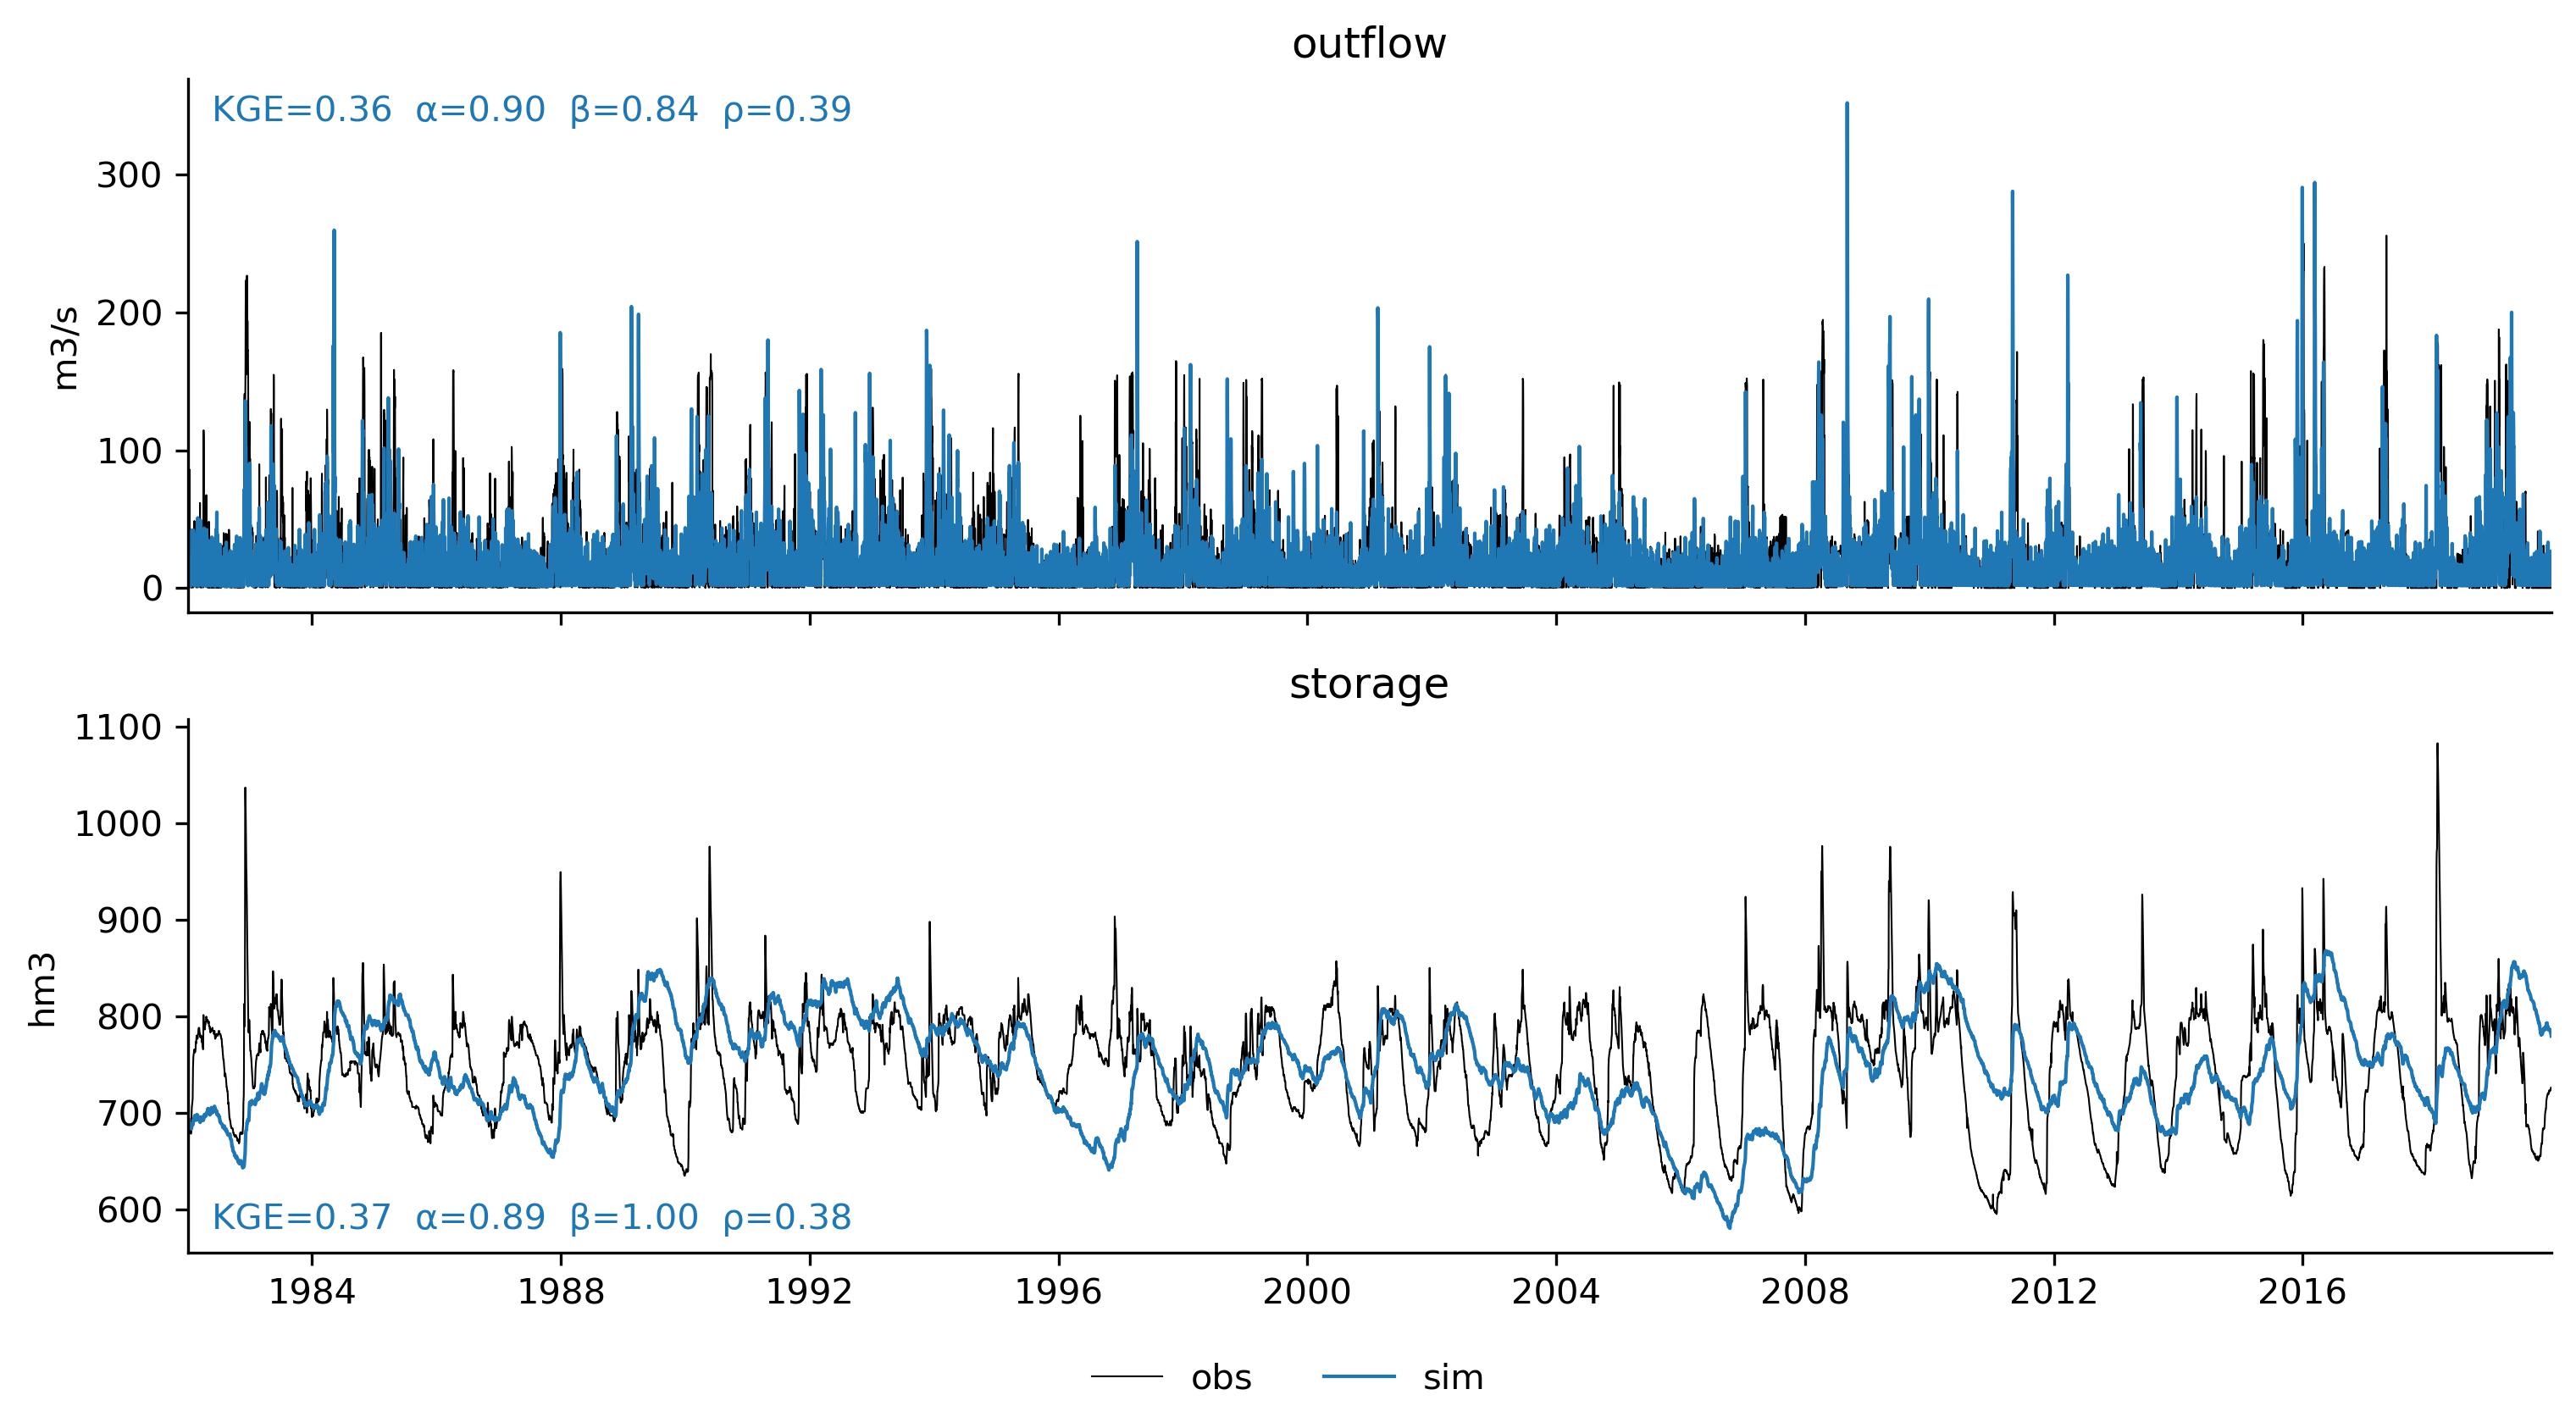 outflow
KGE=0.36 α=0.90 β=0.84 ρ=0.39
300
200
100
0
m3/s
storage
1100
1000
900
800
700
600
hm3
KGE=0.37 α=0.89 β=1.00 ρ=0.38
1984 1988 1992 1996 2000 2004 2008 2012 2016
obs sim